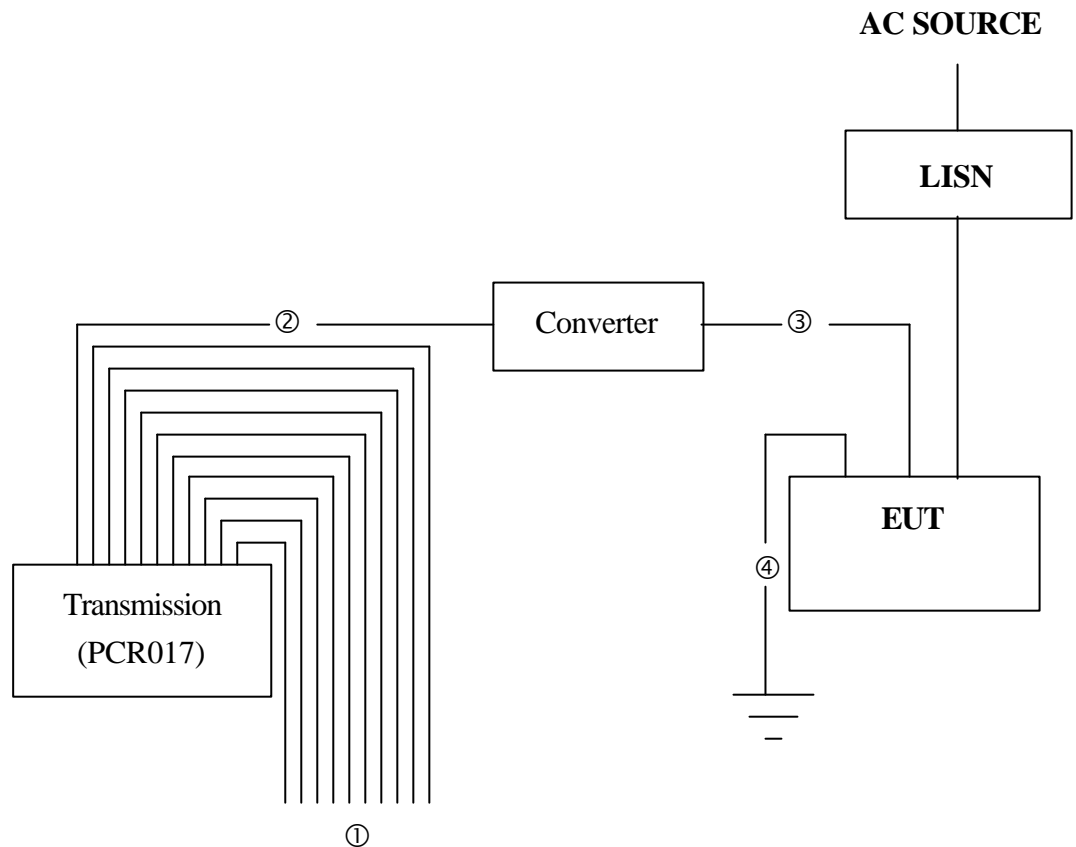 AC SOURCE
LISN
②
Converter
③
EUT
④
Transmission
(PCR017)
①